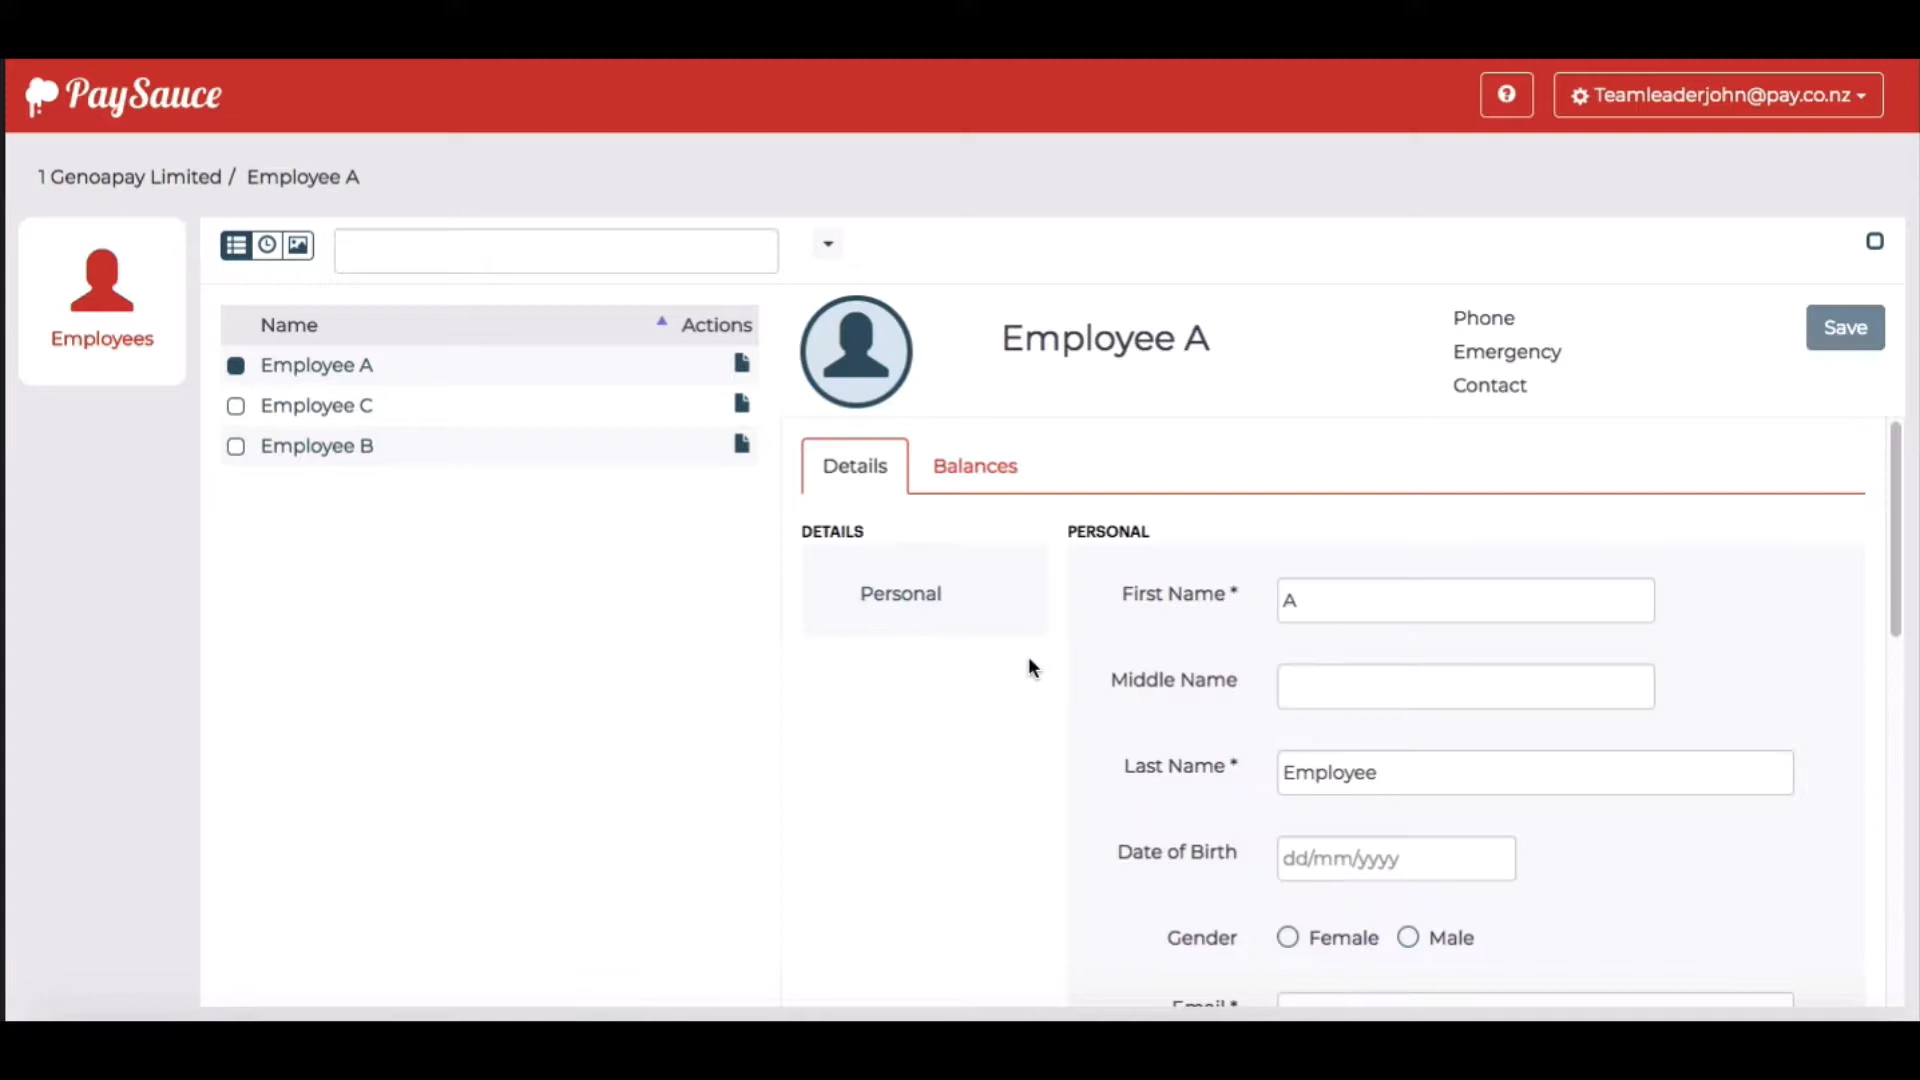 PaySauce
Teamleaderjohn@pay.co.nz
1 Genoapay Limited / Employee A
Employees
Name Actions
Employee A
Employee C
Employee B
Employee A
Phone
Emergency
Contact
Save
Details Balances
DETAILS
Personal
PERSONAL
First Name * A
Middle Name
Last Name * Employee
Date of Birth dd/mm/yyyy
Gender Female Male
Email *